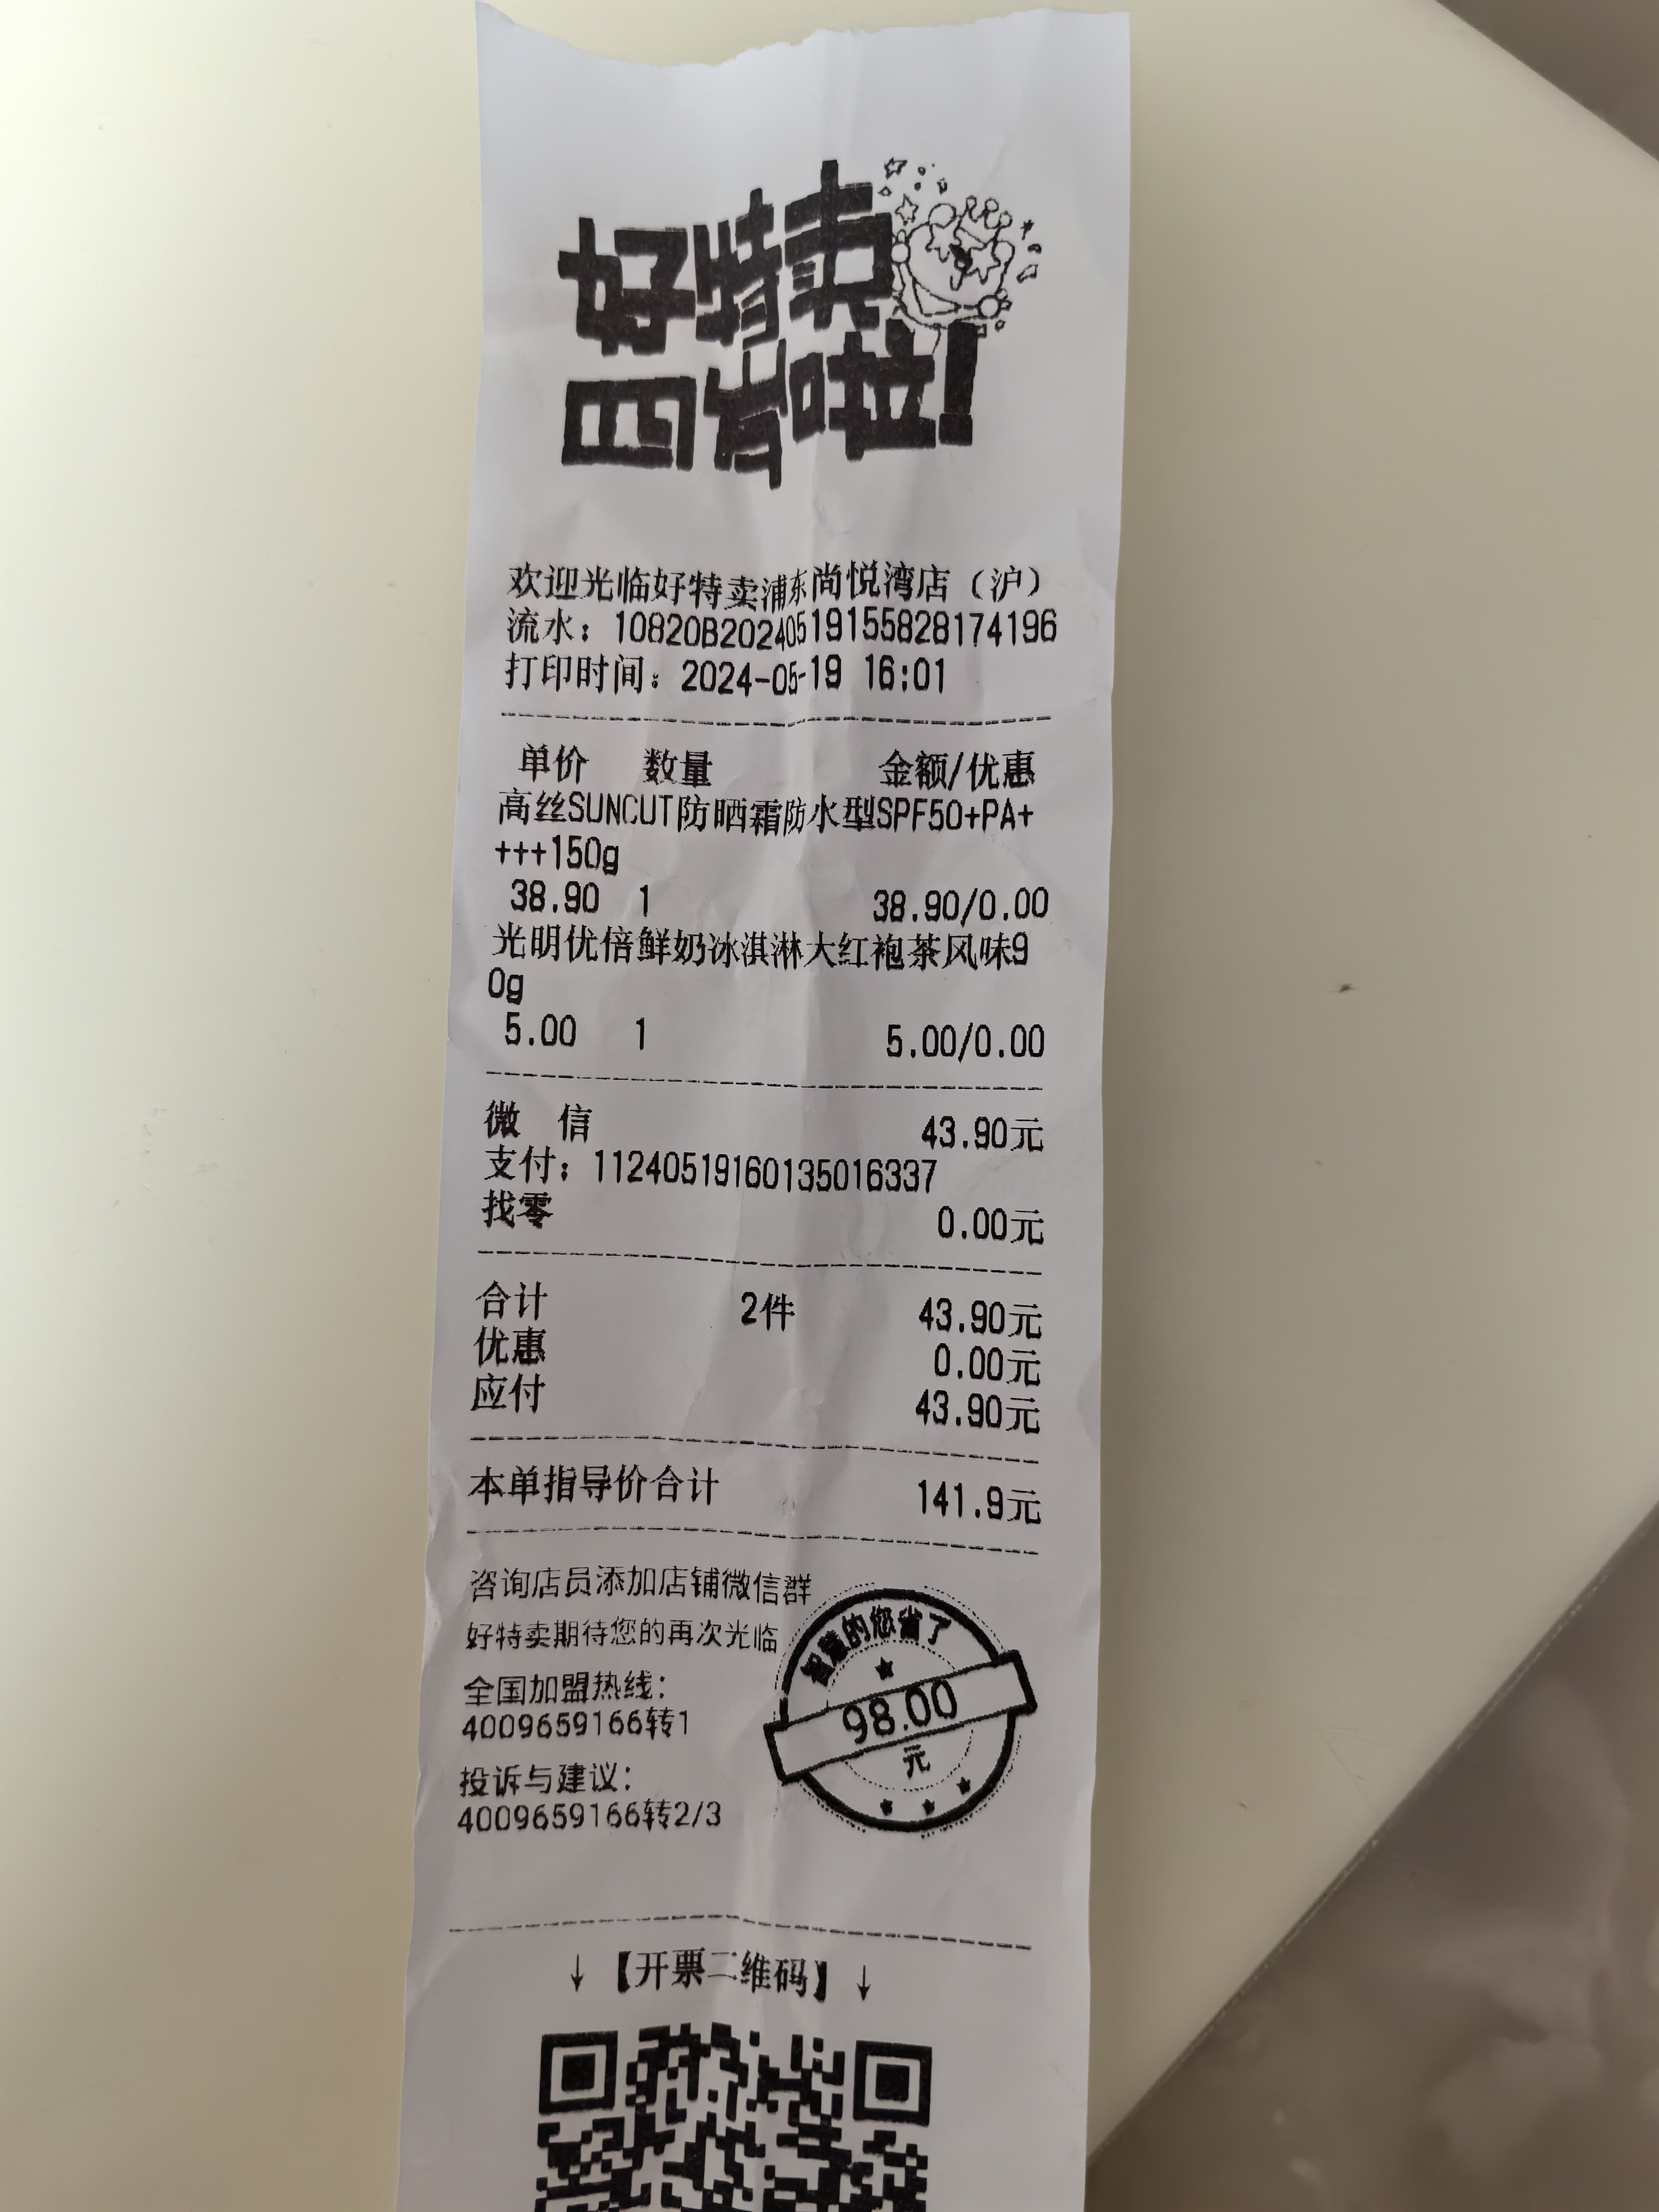 好特卖
回来啦!
欢迎光临好特卖浦东尚悦湾店（沪）
流水：10820B20240519155828174196
打印时间：2024-05-19 16:01
单价 数量 金额/优惠
高丝SUNCUT防晒霜防水型SPF50+PA+
+++150g
38.90 1 38.90/0.00
光明优倍鲜奶冰淇淋大红袍茶风味9
0g
5.00 1 5.00/0.00
微 信 43.90元
支付：11240519160135016337
找零 0.00元
合计 2件 43.90元
优惠 0.00元
应付 43.90元
本单指导价合计 141.9元
咨询店员添加店铺微信群
好特卖期待您的再次光临
全国加盟热线：
4009659166转1
投诉与建议：
4009659166转2/3
智慧的您省了
98.00
元
↓【开票二维码】↓